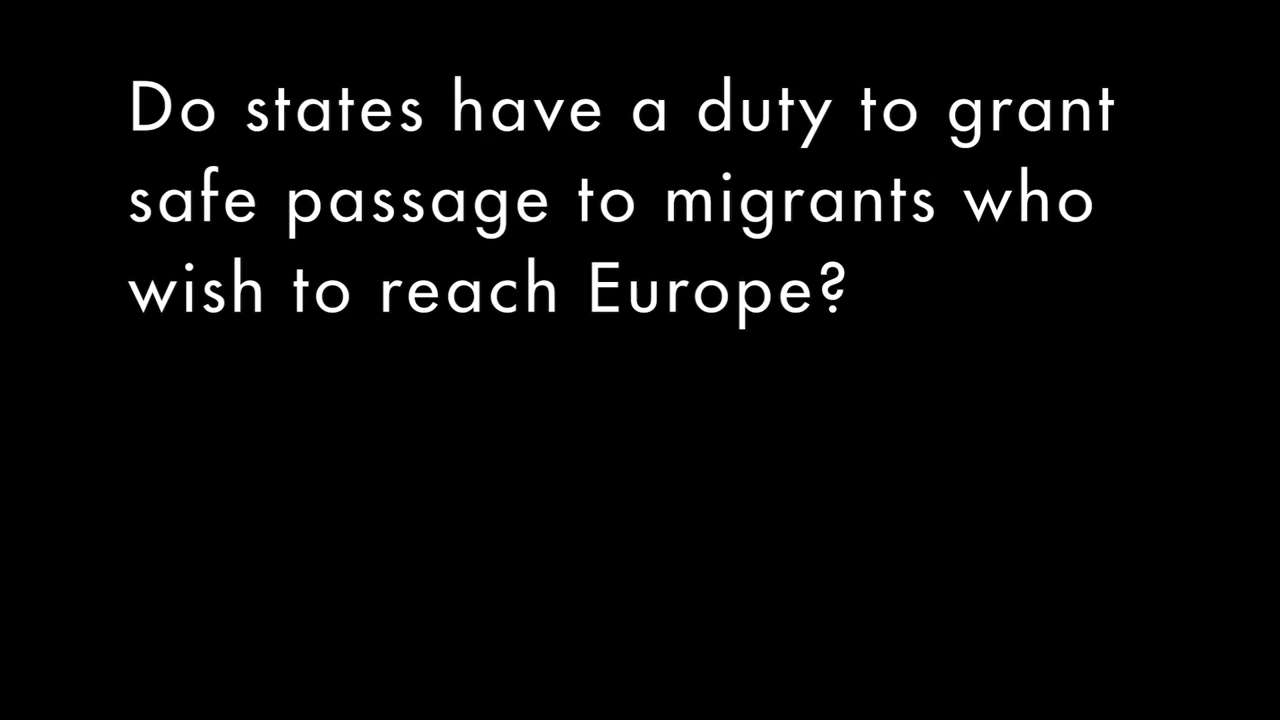 Do states have a duty to grant
safe passage to migrants who
wish to reach Europe?